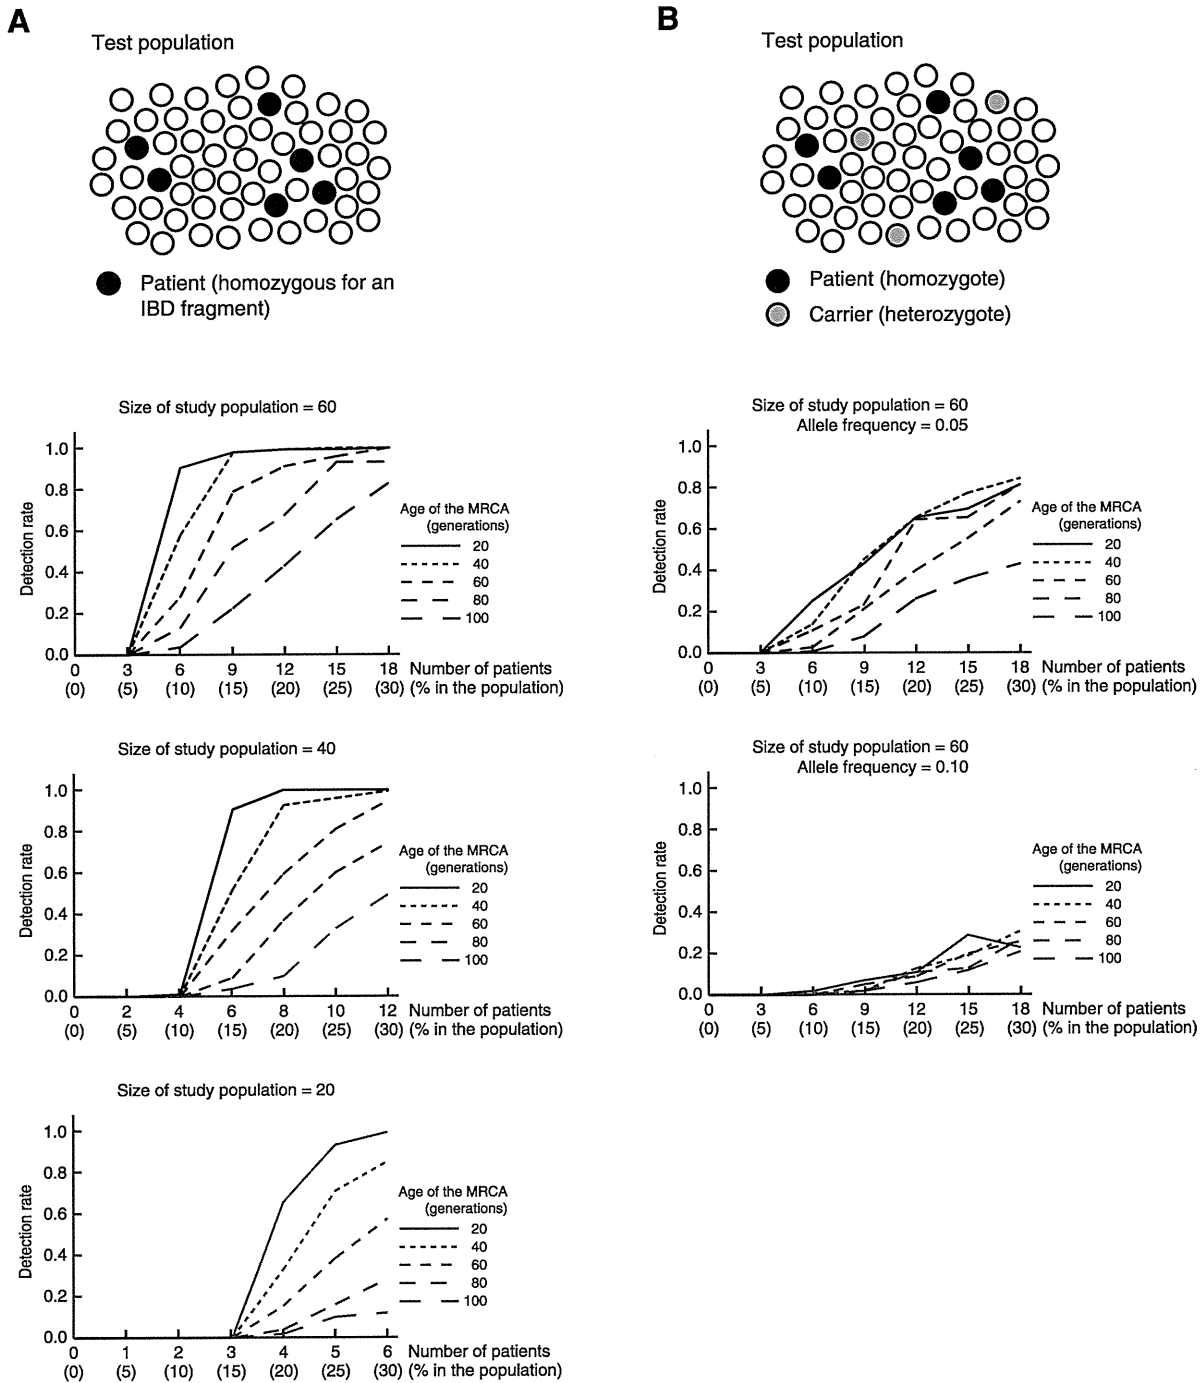 A
Test population
Patient (homozygous for an
IBD fragment)
Size of study population = 60
1.0
0.8
0.6
0.4
0.2
0.0
Detection rate
Age of the MRCA
(generations)
20
40
60
80
100
0 3 6 9 12 15 18 Number of patients
(0) (5) (10) (15) (20) (25) (30) (% in the population)
Size of study population = 40
1.0
0.8
0.6
0.4
0.2
0.0
Detection rate
Age of the MRCA
(generations)
20
40
60
80
100
0 2 4 6 8 10 12 Number of patients
(0) (5) (10) (15) (20) (25) (30) (% in the population)
Size of study population = 20
1.0
0.8
0.6
0.4
0.2
0.0
Detection rate
Age of the MRCA
(generations)
20
40
60
80
100
0 1 2 3 4 5 6 Number of patients
(0) (5) (10) (15) (20) (25) (30) (% in the population)
B
Test population
Patient (homozygote)
Carrier (heterozygote)
Size of study population = 60
Allele frequency = 0.05
1.0
0.8
0.6
0.4
0.2
0.0
Detection rate
Age of the MRCA
(generations)
20
40
60
80
100
0 3 6 9 12 15 18 Number of patients
(0) (5) (10) (15) (20) (25) (30) (% in the population)
Size of study population = 60
Allele frequency = 0.10
1.0
0.8
0.6
0.4
0.2
0.0
Detection rate
Age of the MRCA
(generations)
20
40
60
80
100
0 3 6 9 12 15 18 Number of patients
(0) (5) (10) (15) (20) (25) (30) (% in the population)